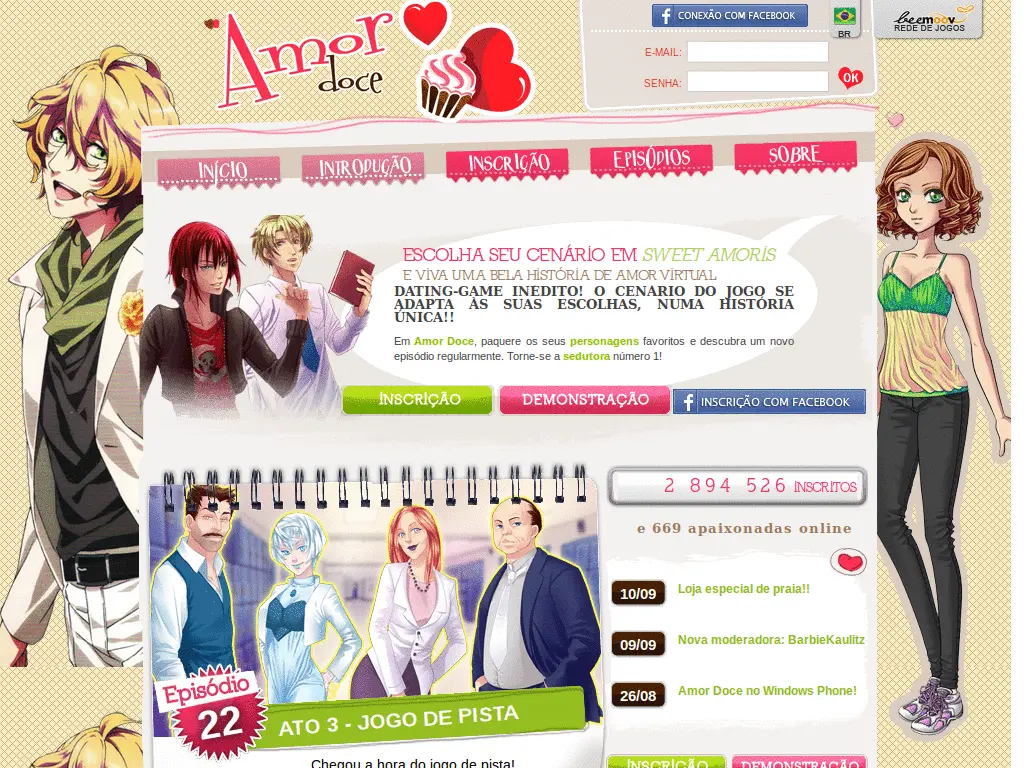 Amor
doce
CONEXÃO COM FACEBOOK
BR
beemoov
REDE DE JOGOS
E-MAIL:
SENHA:
OK
INÍCIO
INTRODUÇÃO
INSCRIÇÃO
EPISÓDIOS
SOBRE
ESCOLHA SEU CENÁRIO EM SWEET AMORIS
E VIVA UMA BELA HISTÓRIA DE AMOR VIRTUAL
DATING-GAME INEDITO! O CENARIO DO JOGO SE
ADAPTA ÀS SUAS ESCOLHAS, NUMA HISTÓRIA
ÚNICA!!
Em Amor Doce, paquere os seus personagens favoritos e descubra um novo
episódio regularmente. Torne-se a sedutora número 1!
INSCRIÇÃO
DEMONSTRAÇÃO
INSCRIÇÃO COM FACEBOOK
2 894 526 INSCRITOS
e 669 apaixonadas online
10/09 Loja especial de praia!!
09/09 Nova moderadora: BarbieKaulitz
26/08 Amor Doce no Windows Phone!
Episódio
22
ATO 3 - JOGO DE PISTA
Chegou a hora do jogo de pista!
INSCRIÇÃO
DEMONSTRAÇÃO